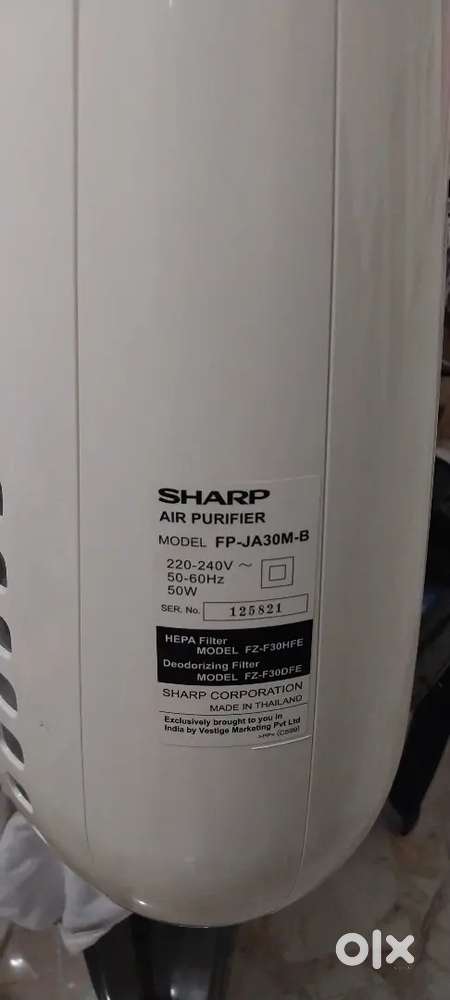 SHARP
AIR PURIFIER
MODEL FP-JA30M-B
220-240V ~
50-60Hz
50W
SER. No. 125821
HEPA Filter
MODEL FZ-F30HFE
Deodorizing Filter
MODEL FZ-F30DFE
SHARP CORPORATION
MADE IN THAILAND
Exclusively brought to you in
India by Vestige Marketing Pvt Ltd
>PP<
olx